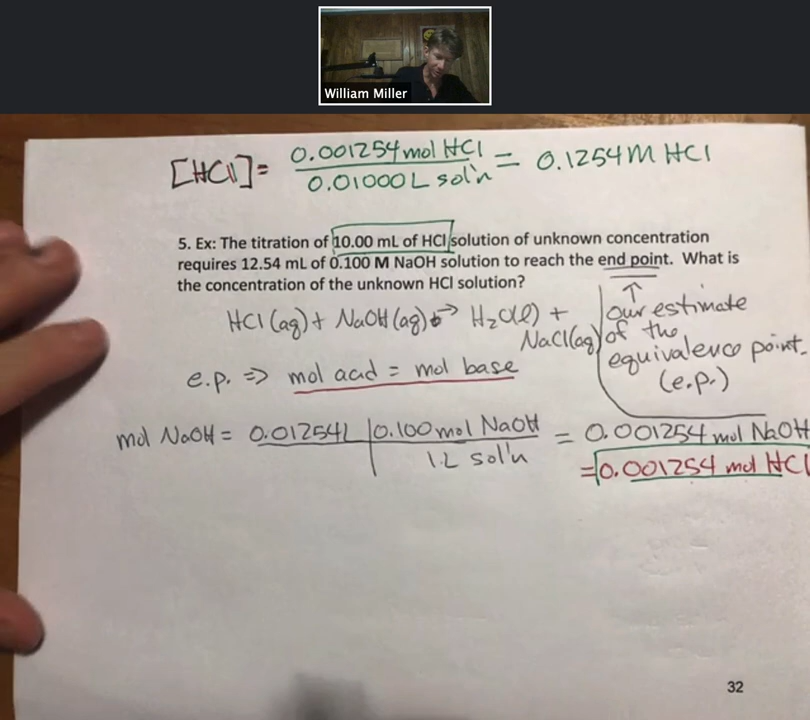 William Miller
[HCl] = 0.001254 mol HCl / 0.01000 L sol'n = 0.1254 M HCl
5. Ex: The titration of 10.00 mL of HCl solution of unknown concentration
requires 12.54 mL of 0.100 M NaOH solution to reach the end point. What is
the concentration of the unknown HCl solution?
HCl (aq) + NaOH (aq) → H2O(l) +
NaCl(aq)
↑
our estimate
of the
equivalence point.
(e.p.)
e.p. ⇒ mol acid = mol base
mol NaOH = 0.01254 L | 0.100 mol NaOH = 0.001254 mol NaOH
1 L sol'n
= 0.001254 mol HCl
32